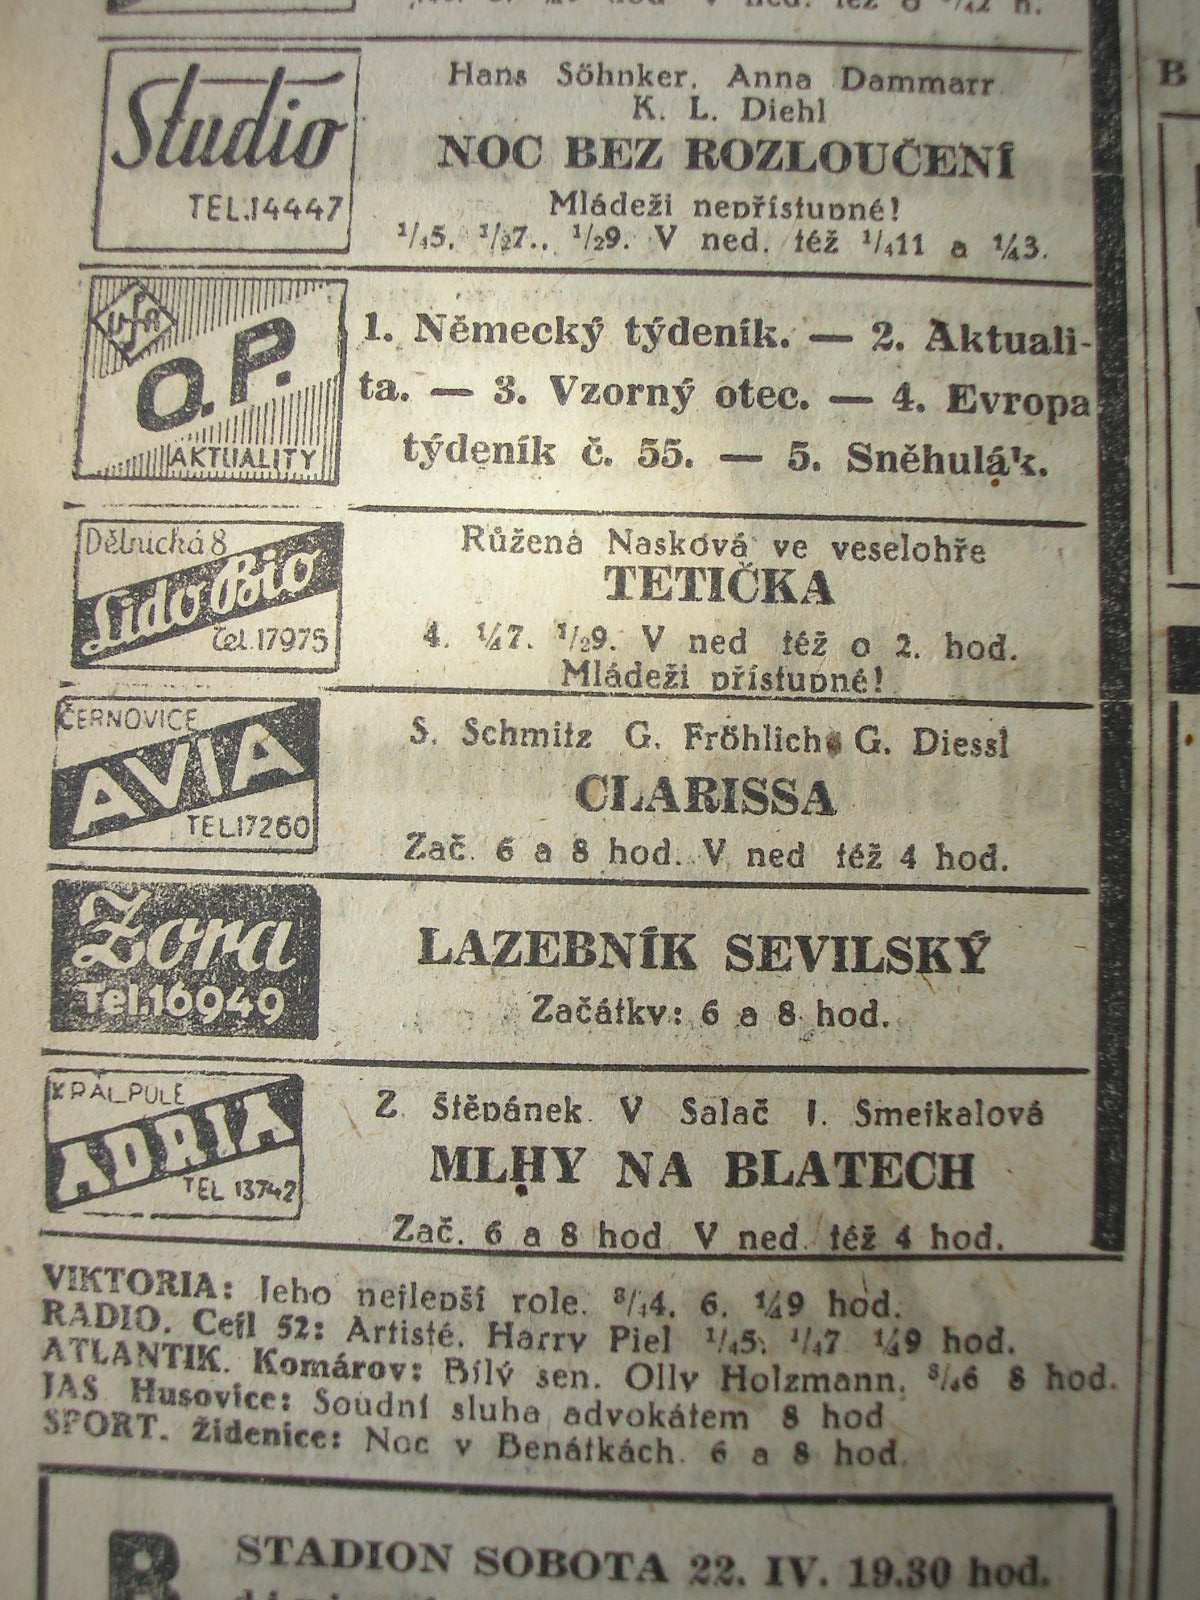 Studio
TEL.14447
Hans Söhnker, Anna Dammarr
K. L. Diehl
NOC BEZ ROZLOUČENÍ
Mládeži nepřístupné!
¼5. ½7.. ½9. V ned. též ¼11 a ¼3.
Ufa
O.P.
AKTUALITY
1. Německý týdeník. — 2. Aktuali-
ta. — 3. Vzorný otec. — 4. Evropa
týdeník č. 55. — 5. Sněhulák.
Dělnická 8
Lido Bio
čel.17975
Růžena Nasková ve veselohře
TETIČKA
4. ¼7. ½9. V ned též o 2. hod.
Mládeži přístupné!
ČERNOVICE
AVIA
TEL.17260
S. Schmitz G. Fröhlich G. Diessl
CLARISSA
Zač. 6 a 8 hod. V ned též 4 hod.
Zora
Tel.16949
LAZEBNÍK SEVILSKÝ
Začátky: 6 a 8 hod.
KRÁL.POLE
ADRIA
TEL 13742
Z Štěpánek V Salač I. Smejkalová
MLHY NA BLATECH
Zač. 6 a 8 hod V ned též 4 hod.
VIKTORIA: Jeho nejlepší role. ¾4. 6. ¼9 hod.
RADIO. Cejl 52: Artisté. Harry Piel ¼5. ¼7 ¼9 hod.
ATLANTIK. Komárov: Bílý sen. Olly Holzmann. ¾6 8 hod.
JAS Husovice: Soudní sluha advokátem 8 hod
SPORT. Židenice: Noc v Benátkách. 6 a 8 hod.
STADION SOBOTA 22. IV. 19.30 hod.